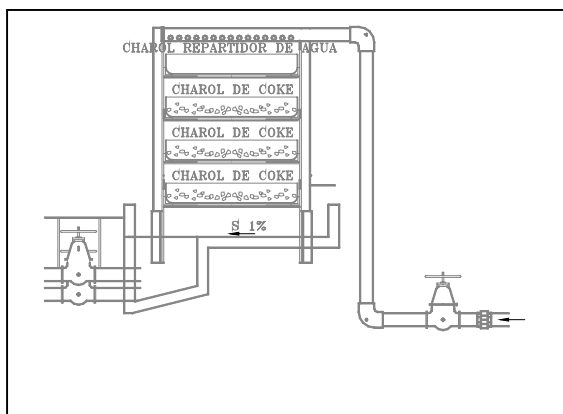 CHAROL REPARTIDOR DE AGUA
CHAROL DE COKE
CHAROL DE COKE
CHAROL DE COKE
S 1%